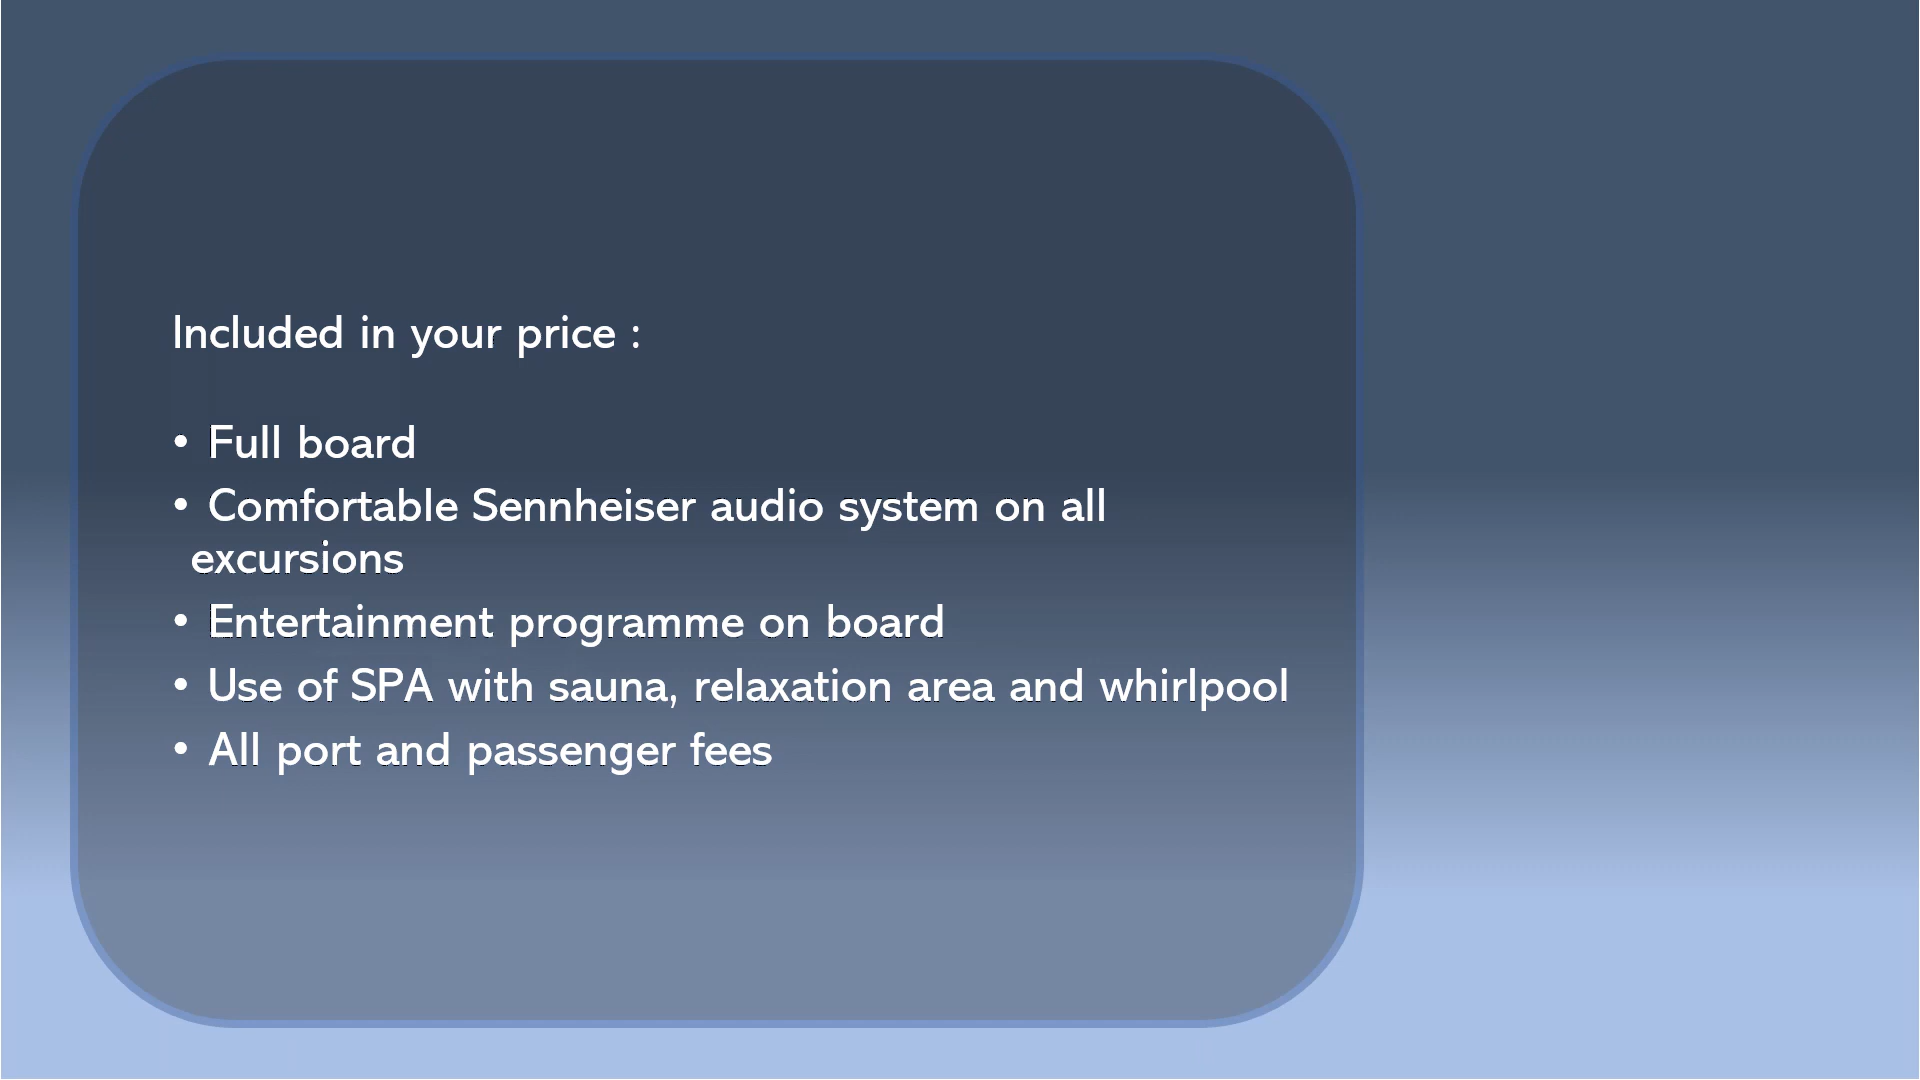 Included in your price :
• Full board
• Comfortable Sennheiser audio system on all
excursions
• Entertainment programme on board
• Use of SPA with sauna, relaxation area and whirlpool
• All port and passenger fees